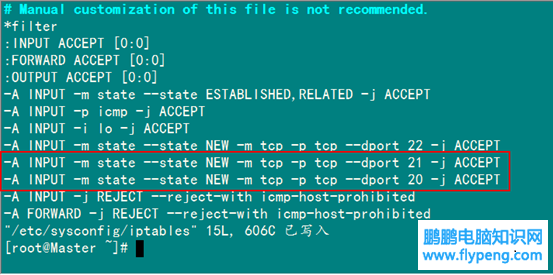 # Manual customization of this file is not recommended.
*filter
:INPUT ACCEPT [0:0]
:FORWARD ACCEPT [0:0]
:OUTPUT ACCEPT [0:0]
-A INPUT -m state --state ESTABLISHED,RELATED -j ACCEPT
-A INPUT -p icmp -j ACCEPT
-A INPUT -i lo -j ACCEPT
-A INPUT -m state --state NEW -m tcp -p tcp --dport 22 -j ACCEPT
-A INPUT -m state --state NEW -m tcp -p tcp --dport 21 -j ACCEPT
-A INPUT -m state --state NEW -m tcp -p tcp --dport 20 -j ACCEPT
-A INPUT -j REJECT --reject-with icmp-host-prohibited
-A FORWARD -j REJECT --reject-with icmp-host-prohibited
"/etc/sysconfig/iptables" 15L, 606C 已写入
[root@Master ~]#
鹏鹏电脑知识网
www.flypeng.com